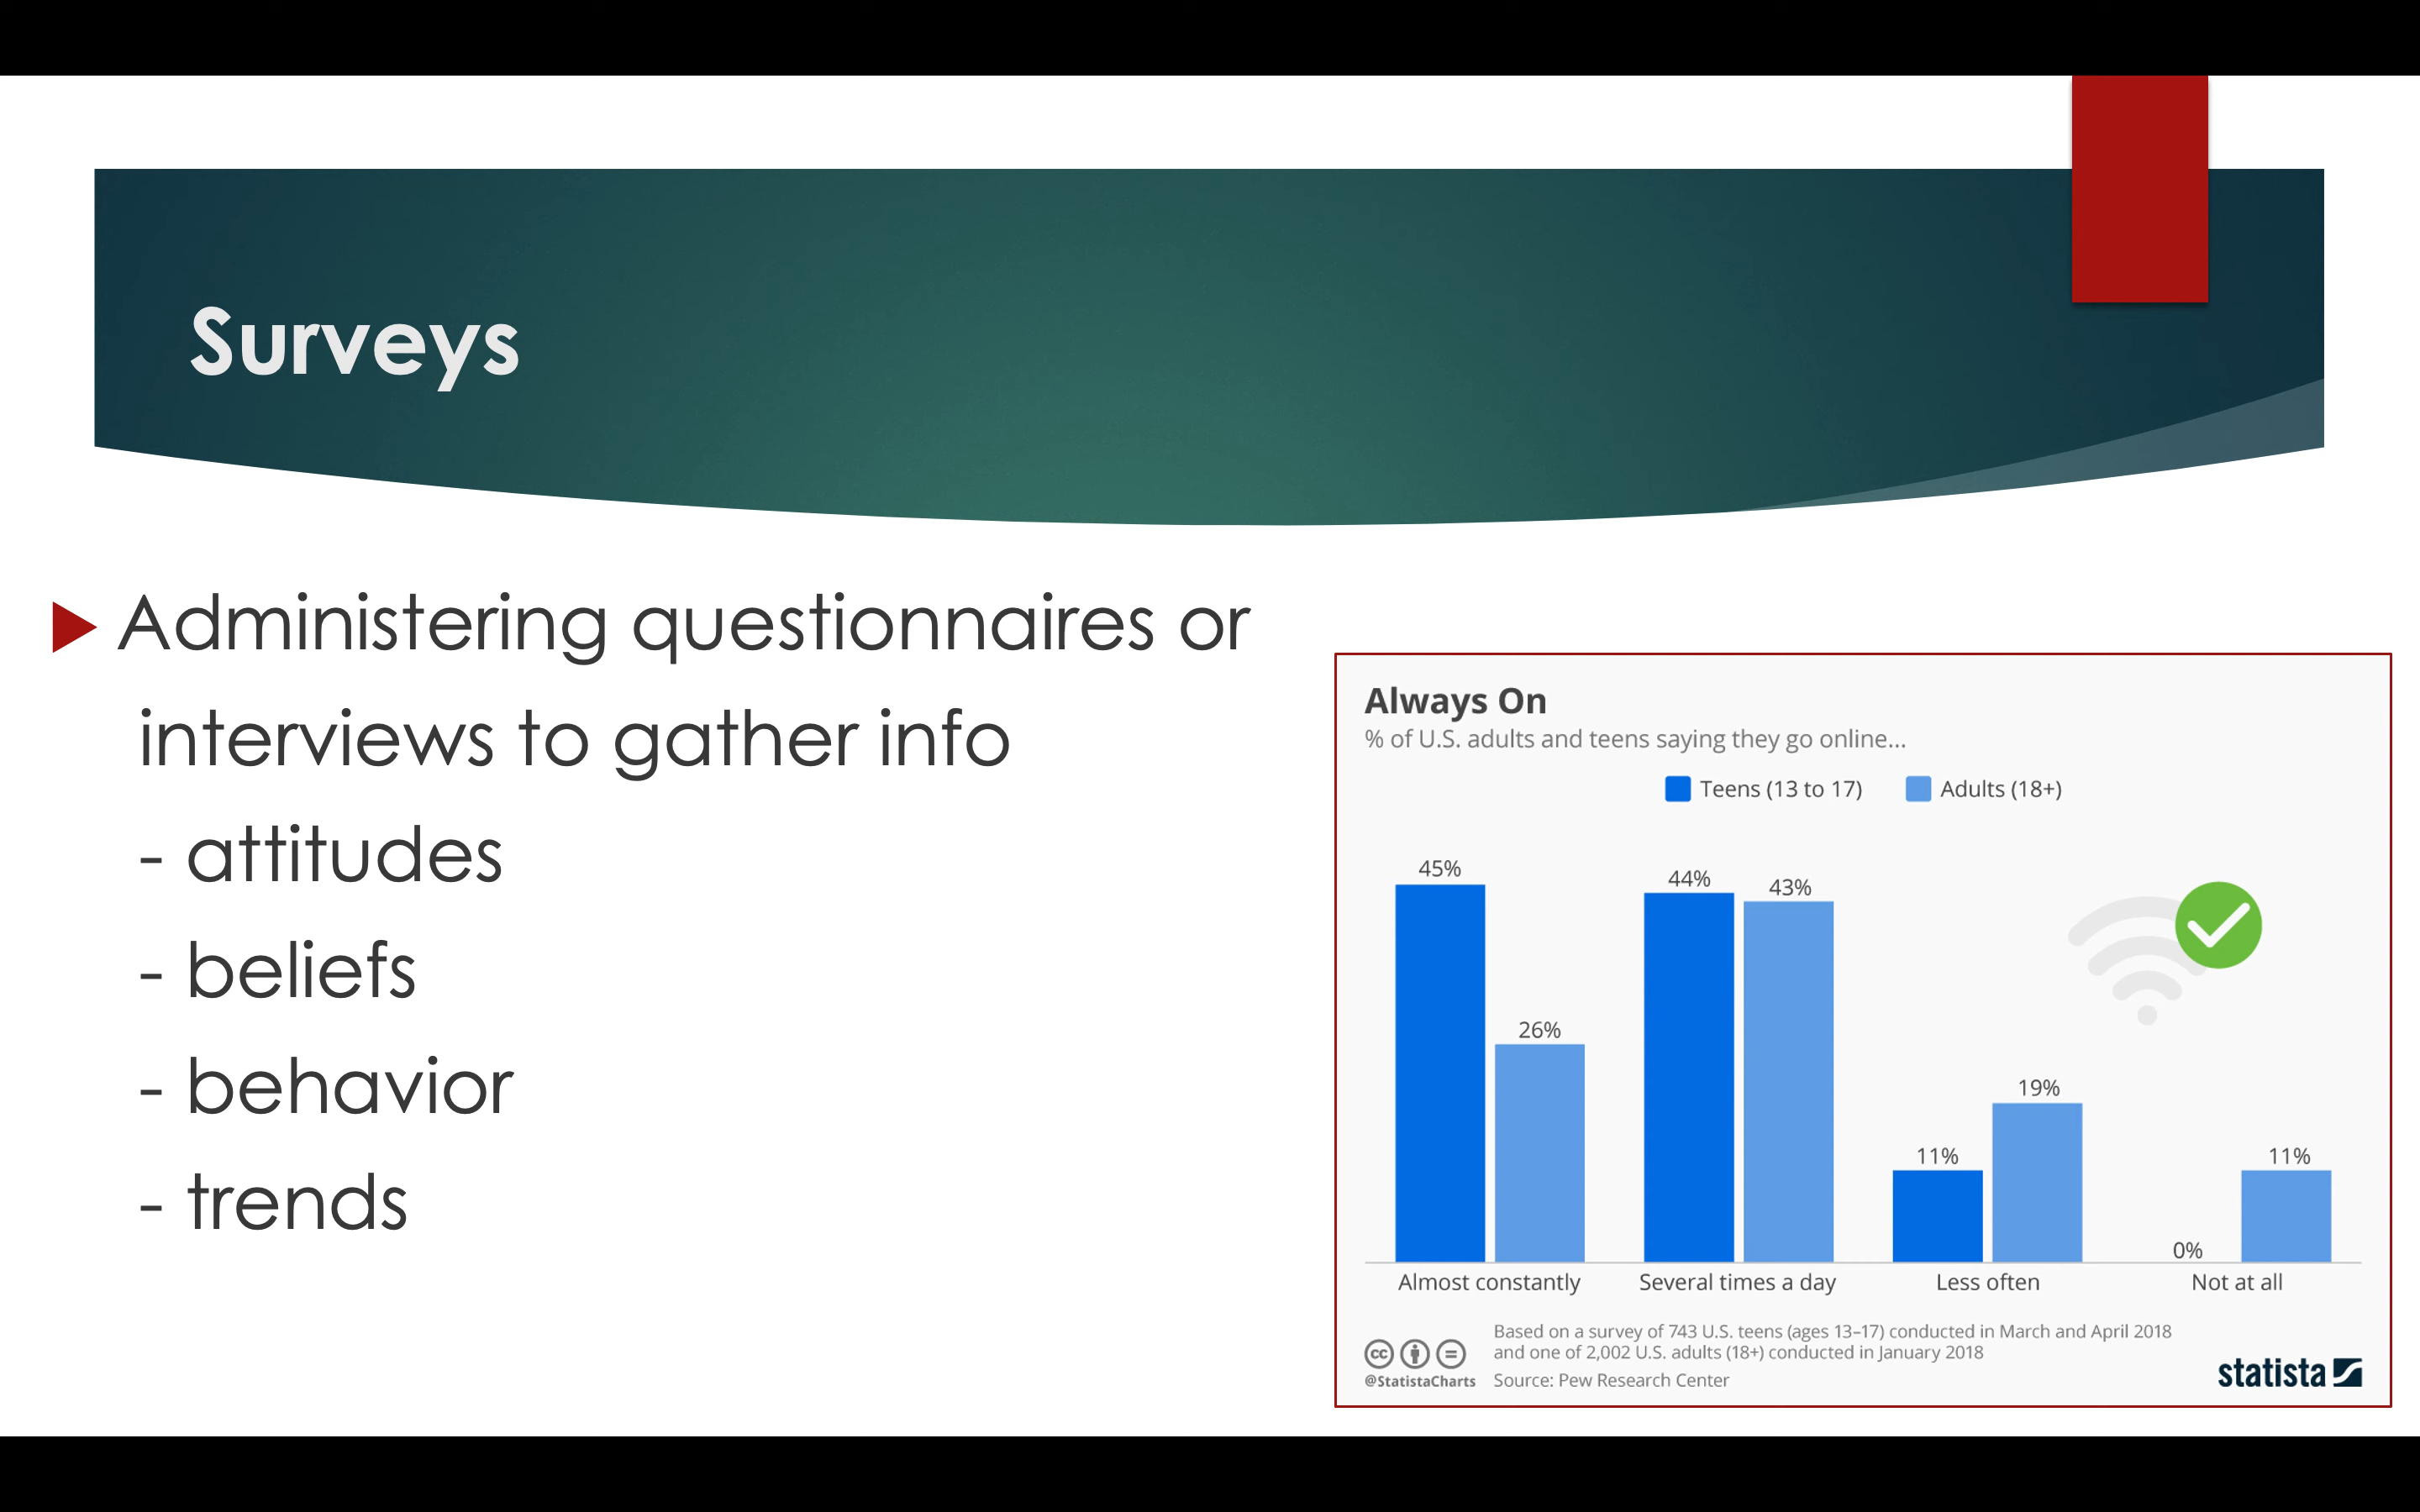 Surveys
Administering questionnaires or
interviews to gather info
- attitudes
- beliefs
- behavior
- trends
Always On
% of U.S. adults and teens saying they go online...
Teens (13 to 17) Adults (18+)
45% 26% 44% 43% 11% 19% 0% 11%
Almost constantly Several times a day Less often Not at all
Based on a survey of 743 U.S. teens (ages 13–17) conducted in March and April 2018
and one of 2,002 U.S. adults (18+) conducted in January 2018
cc
@StatistaCharts Source: Pew Research Center
statista